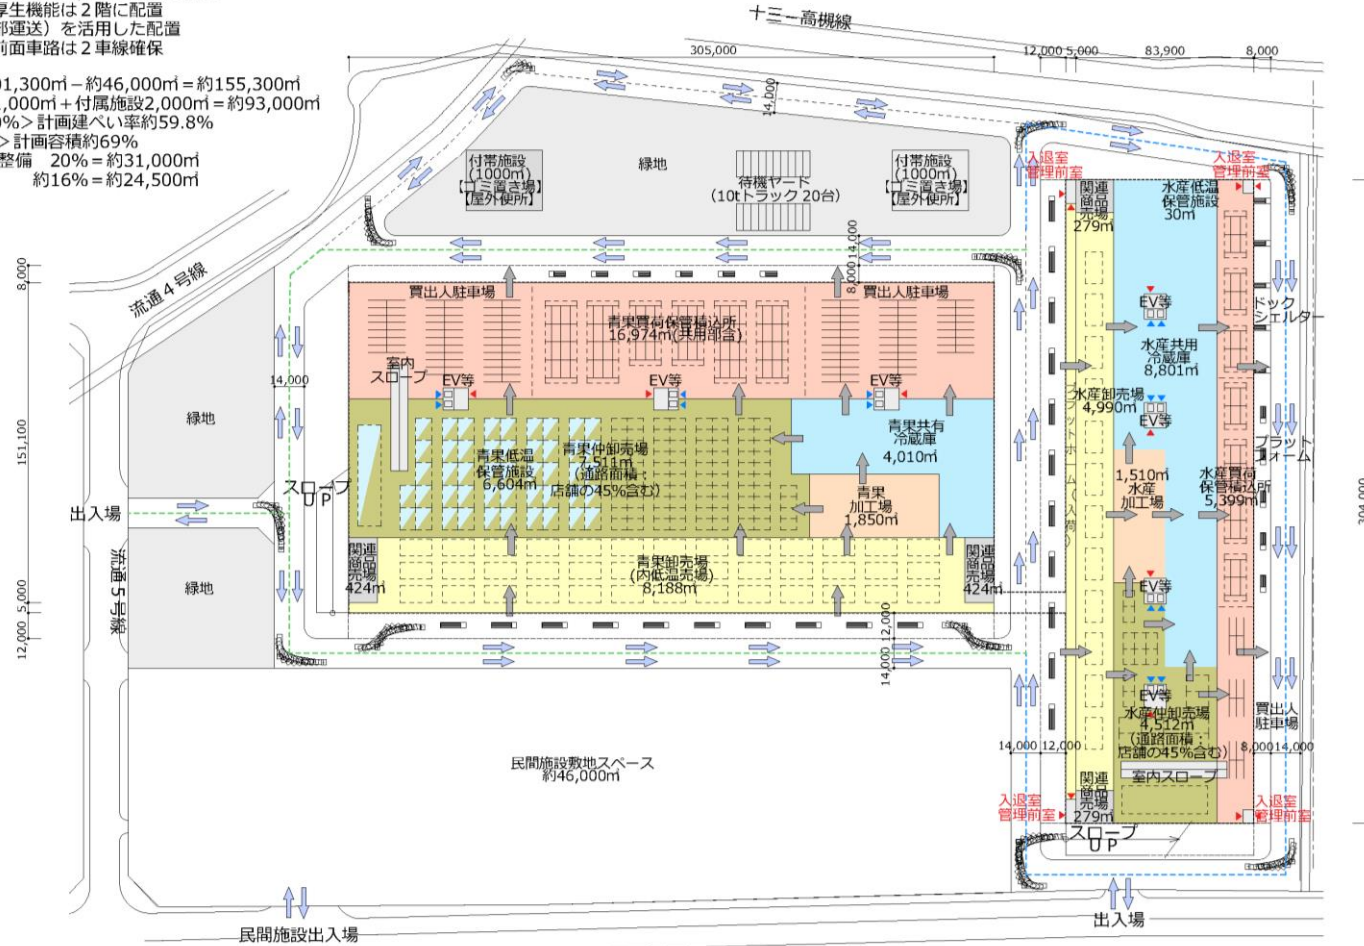 厚生機能は２階に配置
部運送）を活用した配置
前面車路は２車線確保
01,300㎡－約46,000㎡＝約155,300㎡
,000㎡＋付属施設2,000㎡＝約93,000㎡
0%＞計画建ぺい率約59.8%
＞計画容積約69%
整備　20%＝約31,000㎡
約16%＝約24,500㎡
十三ー高槻線
305,000
12,000
5,000
83,900
8,000
14,000
流通４号線
付帯施設
(1000㎡)
【ゴミ置き場】
【屋外便所】
緑地
待機ヤード
(10tトラック 20台)
付帯施設
(1000㎡)
【ゴミ置き場】
【屋外便所】
8,000
14,000
8,000
151,100
5,000
12,000
緑地
14,000
買出人駐車場
青果買荷保管積込所
16,974㎡(共用部含)
買出人駐車場
室内
スロープ
EV等
EV等
EV等
青果低温
保管施設
6,604㎡
青果仲卸売場
7,511㎡
(通路面積：
店舗の45%含む)
青果共有
冷蔵庫
4,010㎡
青果
加工場
1,850㎡
スロープ
ＵＰ
出入場
流通５号線
緑地
関連
商品
売場
424㎡
青果卸売場
(内低温売場)
8,188㎡
関連
商品
売場
424㎡
12,000
14,000
入退室
管理前室
入退室
管理前室
関連
商品
売場
279㎡
水産低温
保管施設
30㎡
EV等
ドック
シェルター
水産共用
冷蔵庫
8,801㎡
水産卸売場
4,990㎡
EV等
プラットホーム(入荷)
プラット
フォーム
1,510㎡
水産
加工場
水産買荷
保管積込所
5,399㎡
304,000
EV等
EV等
水産仲卸売場
4,512㎡
(通路面積：
店舗の45%含む)
買出人
駐車場
14,000
12,000
8,000
14,000
室内スロープ
関連
商品
売場
279㎡
入退室
管理前室
入退室
管理前室
スロープ
ＵＰ
民間施設敷地スペース
約46,000㎡
民間施設出入場
出入場